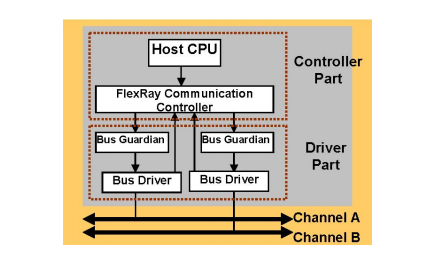 Host CPU
Controller
Part
FlexRay Communication
Controller
Bus Guardian
Bus Guardian
Driver
Part
Bus Driver
Bus Driver
Channel A
Channel B